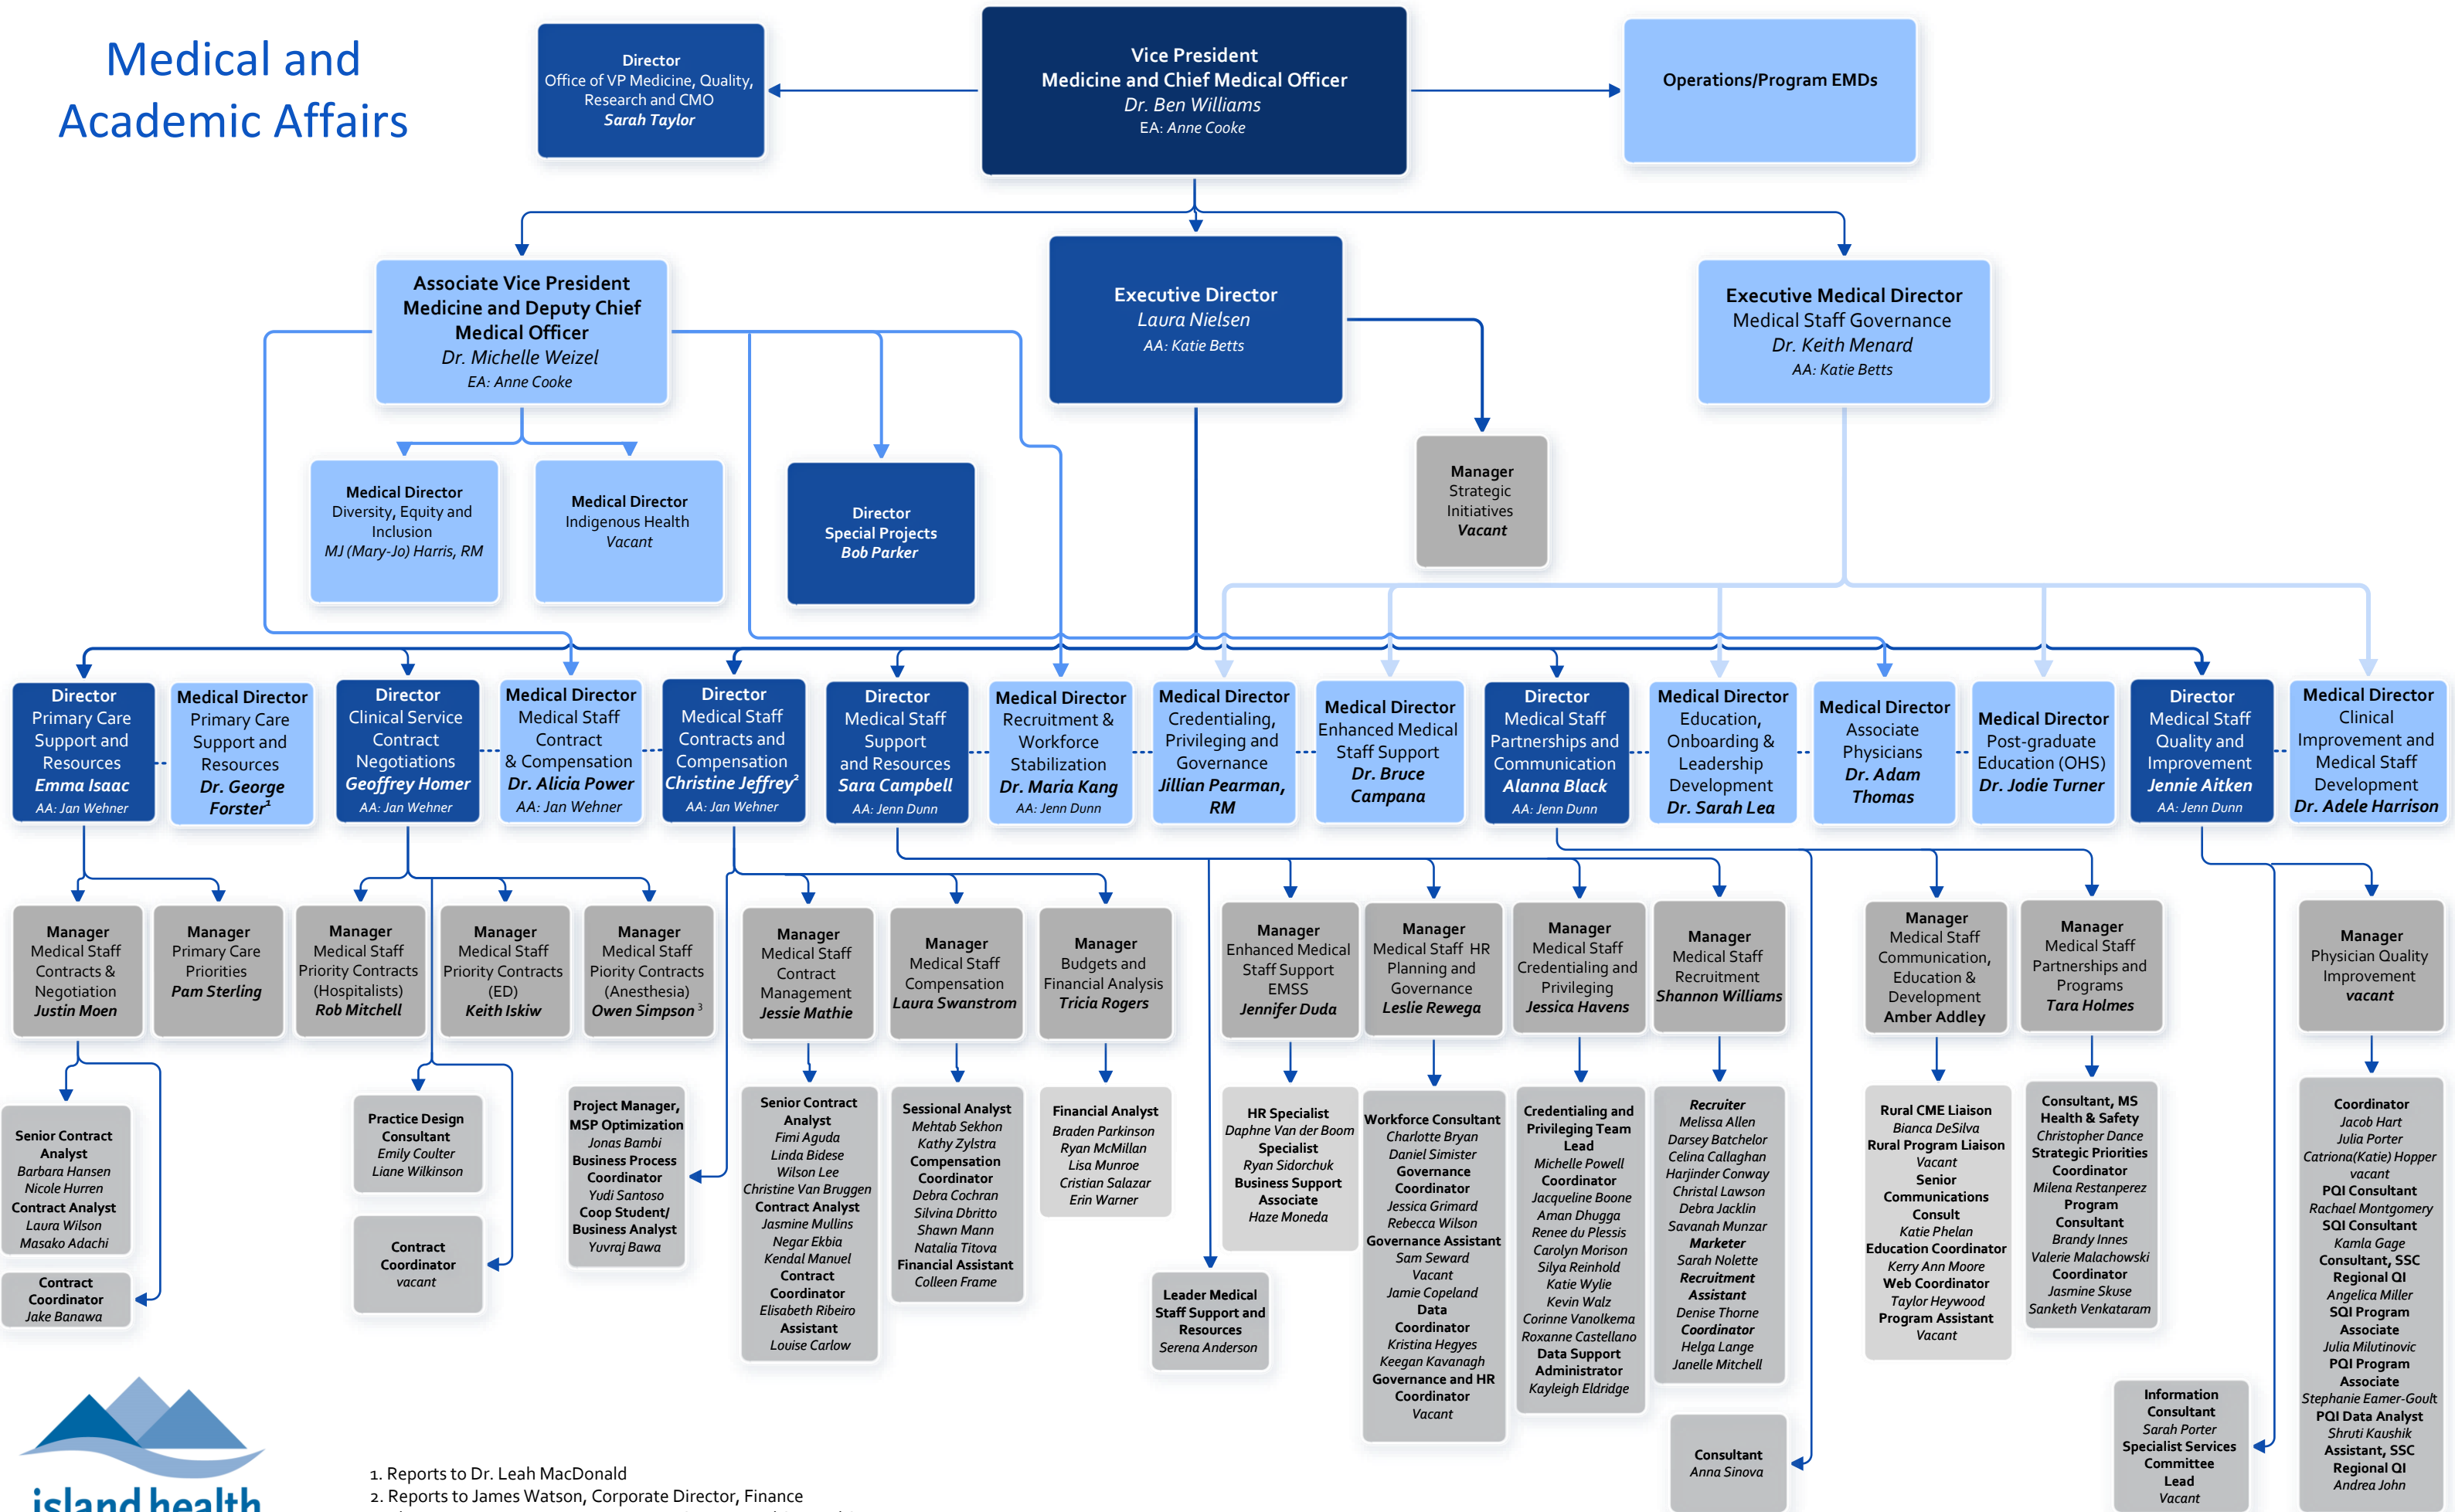 Medical and
Academic Affairs
Director
Office of VP Medicine, Quality,
Research and CMO
Sarah Taylor
Vice President
Medicine and Chief Medical Officer
Dr. Ben Williams
EA: Anne Cooke
Operations/Program EMDs
Associate Vice President
Medicine and Deputy Chief
Medical Officer
Dr. Michelle Weizel
EA: Anne Cooke
Executive Director
Laura Nielsen
AA: Katie Betts
Executive Medical Director
Medical Staff Governance
Dr. Keith Menard
AA: Katie Betts
Medical Director
Diversity, Equity and
Inclusion
MJ (Mary-Jo) Harris, RM
Medical Director
Indigenous Health
Vacant
Director
Special Projects
Bob Parker
Manager
Strategic
Initiatives
Vacant
Director
Primary Care
Support and
Resources
Emma Isaac
AA: Jan Wehner
Medical Director
Primary Care
Support and
Resources
Dr. George
Forster¹
Director
Clinical Service
Contract
Negotiations
Geoffrey Homer
AA: Jan Wehner
Medical Director
Medical Staff
Contract
& Compensation
Dr. Alicia Power
AA: Jan Wehner
Director
Medical Staff
Contracts and
Compensation
Christine Jeffrey²
AA: Jan Wehner
Director
Medical Staff
Support
and Resources
Sara Campbell
AA: Jenn Dunn
Medical Director
Recruitment &
Workforce
Stabilization
Dr. Maria Kang
AA: Jenn Dunn
Medical Director
Credentialing,
Privileging and
Governance
Jillian Pearman,
RM
Medical Director
Enhanced Medical
Staff Support
Dr. Bruce
Campana
Director
Medical Staff
Partnerships and
Communication
Alanna Black
AA: Jenn Dunn
Medical Director
Education,
Onboarding &
Leadership
Development
Dr. Sarah Lea
Medical Director
Associate
Physicians
Dr. Adam
Thomas
Medical Director
Post-graduate
Education (OHS)
Dr. Jodie Turner
Director
Medical Staff
Quality and
Improvement
Jennie Aitken
AA: Jenn Dunn
Medical Director
Clinical
Improvement and
Medical Staff
Development
Dr. Adele Harrison
Manager
Medical Staff
Contracts &
Negotiation
Justin Moen
Manager
Primary Care
Priorities
Pam Sterling
Manager
Medical Staff
Priority Contracts
(Hospitalists)
Rob Mitchell
Manager
Medical Staff
Priority Contracts
(ED)
Keith Iskiw
Manager
Medical Staff
Piority Contracts
(Anesthesia)
Owen Simpson ³
Manager
Medical Staff
Contract
Management
Jessie Mathie
Manager
Medical Staff
Compensation
Laura Swanstrom
Manager
Budgets and
Financial Analysis
Tricia Rogers
Manager
Enhanced Medical
Staff Support
EMSS
Jennifer Duda
Manager
Medical Staff HR
Planning and
Governance
Leslie Rewega
Manager
Medical Staff
Credentialing and
Privileging
Jessica Havens
Manager
Medical Staff
Recruitment
Shannon Williams
Manager
Medical Staff
Communication,
Education &
Development
Amber Addley
Manager
Medical Staff
Partnerships and
Programs
Tara Holmes
Manager
Physician Quality
Improvement
vacant
Senior Contract
Analyst
Barbara Hansen
Nicole Hurren
Contract Analyst
Laura Wilson
Masako Adachi
Contract
Coordinator
Jake Banawa
Practice Design
Consultant
Emily Coulter
Liane Wilkinson
Contract
Coordinator
vacant
Project Manager,
MSP Optimization
Jonas Bambi
Business Process
Coordinator
Yudi Santoso
Coop Student/
Business Analyst
Yuvraj Bawa
Senior Contract
Analyst
Fimi Aguda
Linda Bidese
Wilson Lee
Christine Van Bruggen
Contract Analyst
Jasmine Mullins
Negar Ekbia
Kendal Manuel
Contract
Coordinator
Elisabeth Ribeiro
Assistant
Louise Carlow
Sessional Analyst
Mehtab Sekhon
Kathy Zylstra
Compensation
Coordinator
Debra Cochran
Silvina Dbritto
Shawn Mann
Natalia Titova
Financial Assistant
Colleen Frame
Financial Analyst
Braden Parkinson
Ryan McMillan
Lisa Munroe
Cristian Salazar
Erin Warner
Leader Medical
Staff Support and
Resources
Serena Anderson
HR Specialist
Daphne Van der Boom
Specialist
Ryan Sidorchuk
Business Support
Associate
Haze Moneda
Workforce Consultant
Charlotte Bryan
Daniel Simister
Governance
Coordinator
Jessica Grimard
Rebecca Wilson
Governance Assistant
Sam Seward
Vacant
Jamie Copeland
Data
Coordinator
Kristina Hegyes
Keegan Kavanagh
Governance and HR
Coordinator
Vacant
Credentialing and
Privileging Team
Lead
Michelle Powell
Coordinator
Jacqueline Boone
Aman Dhugga
Renee du Plessis
Carolyn Morison
Silya Reinhold
Katie Wylie
Kevin Walz
Corinne Vanolkema
Roxanne Castellano
Data Support
Administrator
Kayleigh Eldridge
Recruiter
Melissa Allen
Darsey Batchelor
Celina Callaghan
Harjinder Conway
Christal Lawson
Debra Jacklin
Savanah Munzar
Marketer
Sarah Nolette
Recruitment
Assistant
Denise Thorne
Coordinator
Helga Lange
Janelle Mitchell
Consultant
Anna Sinova
Rural CME Liaison
Bianca DeSilva
Rural Program Liaison
Vacant
Senior
Communications
Consult
Katie Phelan
Education Coordinator
Kerry Ann Moore
Web Coordinator
Taylor Heywood
Program Assistant
Vacant
Consultant, MS
Health & Safety
Christopher Dance
Strategic Priorities
Coordinator
Milena Restanperez
Program
Consultant
Brandy Innes
Valerie Malachowski
Coordinator
Jasmine Skuse
Sanketh Venkataram
Information
Consultant
Sarah Porter
Specialist Services
Committee
Lead
Vacant
Coordinator
Jacob Hart
Julia Porter
Catriona(Katie) Hopper
vacant
PQI Consultant
Rachael Montgomery
SQI Consultant
Kamla Gage
Consultant, SSC
Regional QI
Angelica Miller
SQI Program
Associate
Julia Milutinovic
PQI Program
Associate
Stephanie Eamer-Goult
PQI Data Analyst
Shruti Kaushik
Assistant, SSC
Regional QI
Andrea John
island health
1. Reports to Dr. Leah MacDonald
2. Reports to James Watson, Corporate Director, Finance